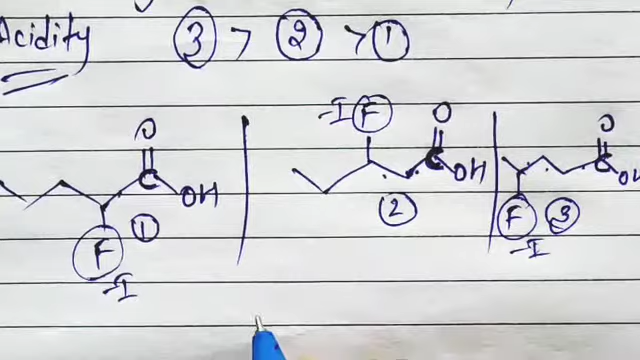 Acidity 3 > 2 > 1
-I F O O
C OH C OH C OH
F 1 2 F 3
-I -I